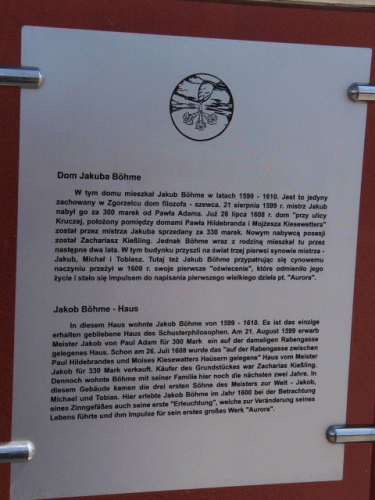 Dom Jakuba Böhme
W tym domu mieszkał Jakub Böhme w latach 1599 - 1610. Jest to jedyny
zachowany w Zgorzelcu dom filozofa - szewca. 21 sierpnia 1599 r. mistrz Jakub
nabył go za 300 marek od Pawła Adama. Już 26 lipca 1608 r. dom "przy ulicy
Kruczej, położony pomiędzy domami Pawła Hildebranda i Mojżesza Kiesewettera"
został przez mistrza Jakuba sprzedany za 330 marek. Nowym nabywcą posesji
został Zachariasz Kießling. Jednak Böhme wraz z rodziną mieszkał tu przez
następne dwa lata. W tym budynku przyszli na świat trzej pierwsi synowie mistrza -
Jakub, Michał i Tobiasz. Tutaj też Jakub Böhme przypatrując się cynowemu
naczyniu przeżył w 1600 r. swoje pierwsze "oświecenie", które odmieniło jego
życie i stało się impulsem do napisania pierwszego wielkiego dzieła pt. "Aurora".
Jakob Böhme - Haus
In diesem Haus wohnte Jakob Böhme von 1599 - 1610. Es ist das einzige
erhalten gebliebene Haus des Schusterphilosophen. Am 21. August 1599 erwarb
Meister Jakob von Paul Adam für 300 Mark ein auf der damaligen Rabengasse
gelegenes Haus. Schon am 26. Juli 1608 wurde das "auf der Rabengasse zwischen
Paul Hildebrandes und Moises Kiesewatters Haüsern gelegene" Haus vom Meister
Jakob für 330 Mark verkauft. Käufer des Grundstückes war Zacharias Kießling.
Dennoch wohnte Böhme mit seiner Familie hier noch die nächsten zwei Jahre. In
diesem Gebäude kamen die drei ersten Söhne des Meisters zur Welt - Jakob,
Michael und Tobias. Hier erlebte Jakob Böhme im Jahr 1600 bei der Betrachtung
eines Zinngefäßes auch seine erste "Erleuchtung", welche zur Veränderung seines
Lebens führte und ihm Impulse für sein erstes großes Werk "Aurora".